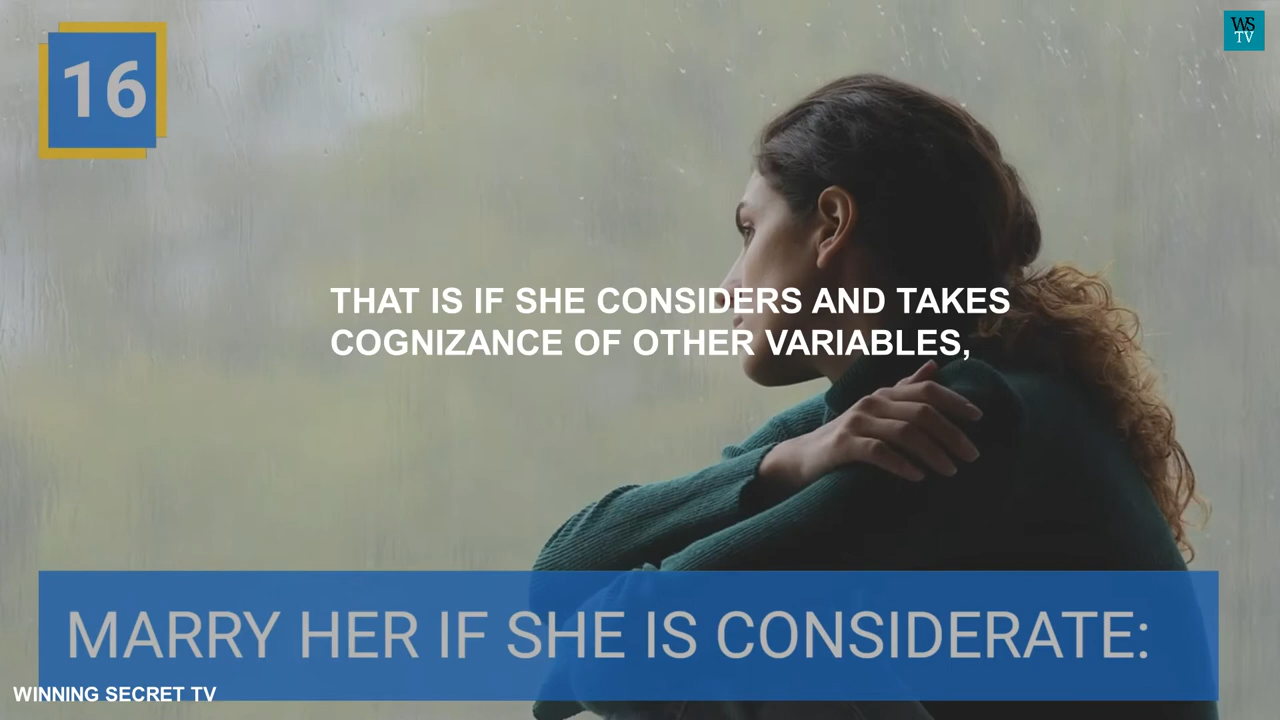 16
WS
TV
THAT IS IF SHE CONSIDERS AND TAKES
COGNIZANCE OF OTHER VARIABLES,
MARRY HER IF SHE IS CONSIDERATE:
WINNING SECRET TV